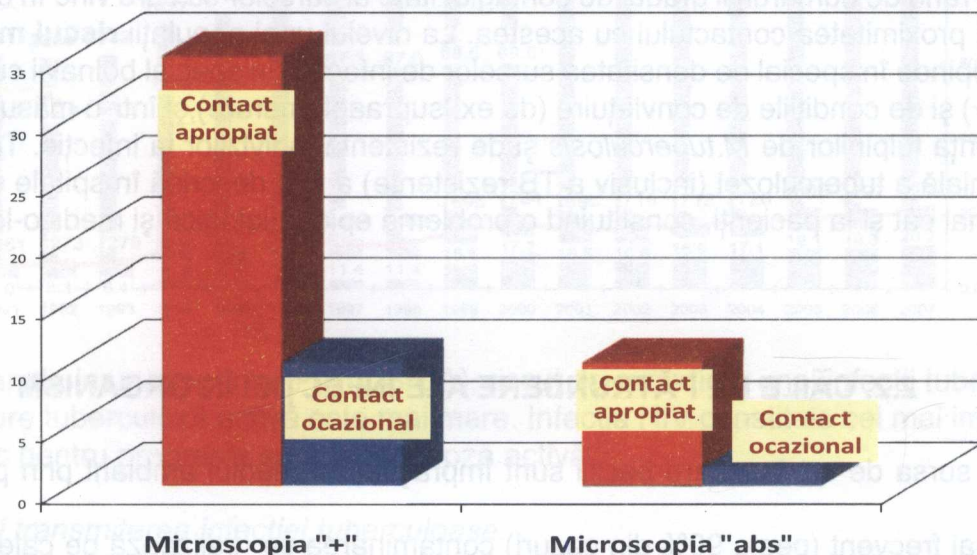 35
30
25
20
15
10
5
0
Contact
apropiat
Contact
ocazional
Contact
apropiat
Contact
ocazional
Microscopia"+"
Microscopia "abs"